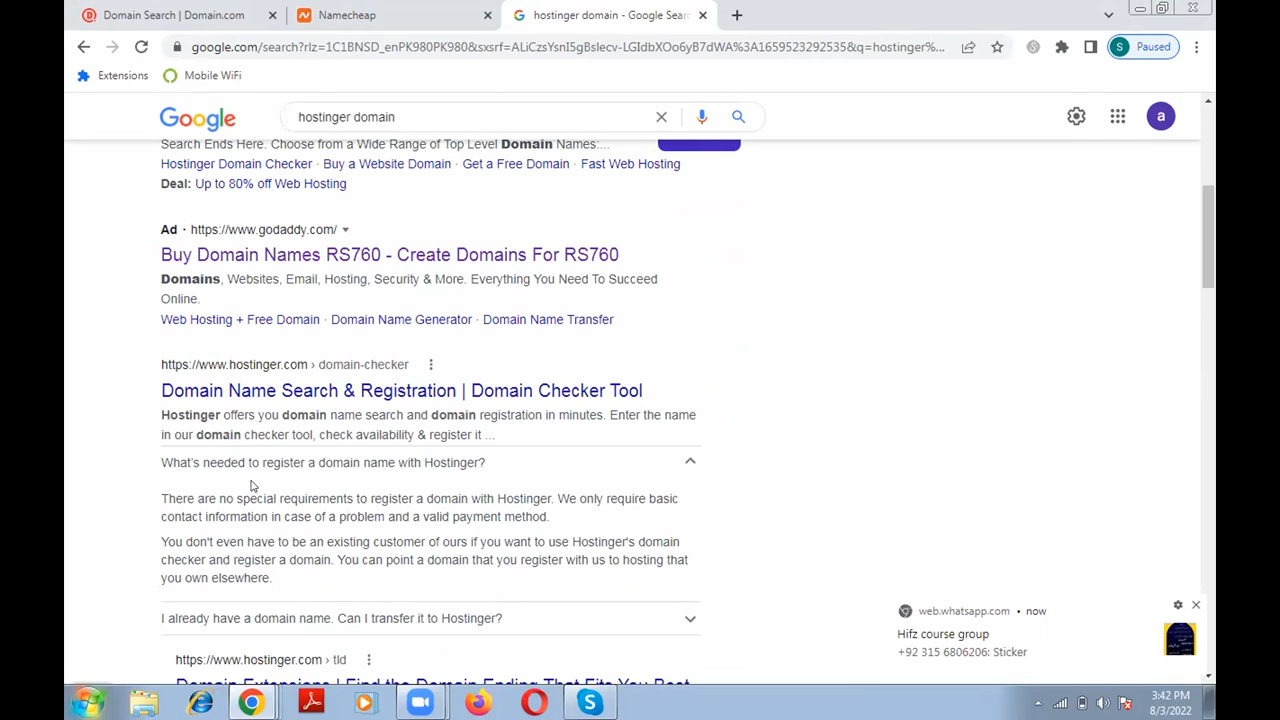 Domain Search | Domain.com
Namecheap
hostinger domain - Google Sear
google.com/search?rlz=1C1BNSD_enPK980PK980&sxsrf=ALiCzsYsnI5gBslecv-LGIdbXOo6yB7dWA%3A1659523292535&q=hostinger%...
S Paused
Extensions
Mobile WiFi
Google
hostinger domain
a
Search Ends Here. Choose from a Wide Range of Top Level Domain Names:...
Hostinger Domain Checker · Buy a Website Domain · Get a Free Domain · Fast Web Hosting
Deal: Up to 80% off Web Hosting
Ad · https://www.godaddy.com/
Buy Domain Names RS760 - Create Domains For RS760
Domains, Websites, Email, Hosting, Security & More. Everything You Need To Succeed
Online.
Web Hosting + Free Domain · Domain Name Generator · Domain Name Transfer
https://www.hostinger.com › domain-checker
Domain Name Search & Registration | Domain Checker Tool
Hostinger offers you domain name search and domain registration in minutes. Enter the name
in our domain checker tool, check availability & register it ...
What's needed to register a domain name with Hostinger?
There are no special requirements to register a domain with Hostinger. We only require basic
contact information in case of a problem and a valid payment method.
You don't even have to be an existing customer of ours if you want to use Hostinger's domain
checker and register a domain. You can point a domain that you register with us to hosting that
you own elsewhere.
I already have a domain name. Can I transfer it to Hostinger?
https://www.hostinger.com › tld
Domain Extensions | Find the Domain Ending That Fits You Best
web.whatsapp.com • now
Hifz course group
+92 315 6806206: Sticker
3:42 PM
8/3/2022